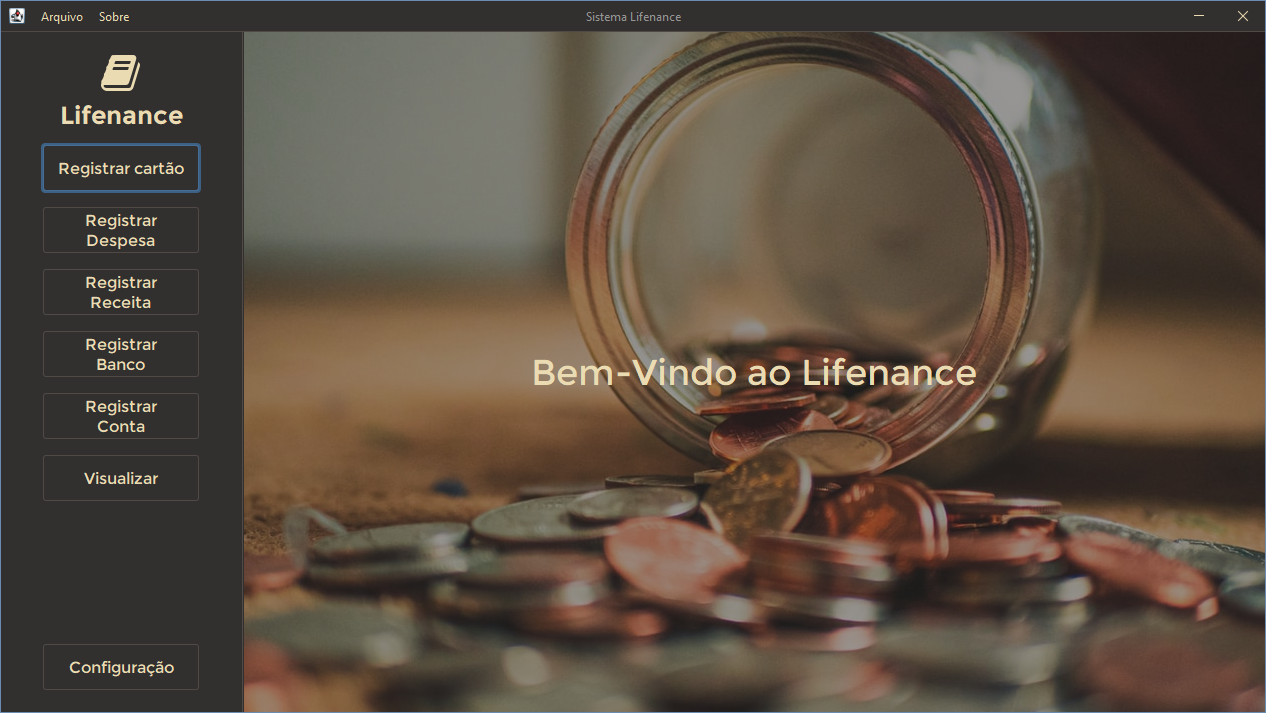 Arquivo Sobre Sistema Lifenance
Lifenance
Registrar cartão
Registrar
Despesa
Registrar
Receita
Registrar
Banco
Registrar
Conta
Visualizar
Configuração
Bem-Vindo ao Lifenance